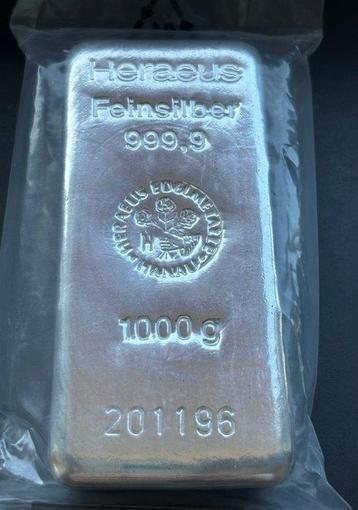 Heraeus
Feinsilber
999,9
HERAEUS EDELMETALLE
H
HANAU
1000 g
201196